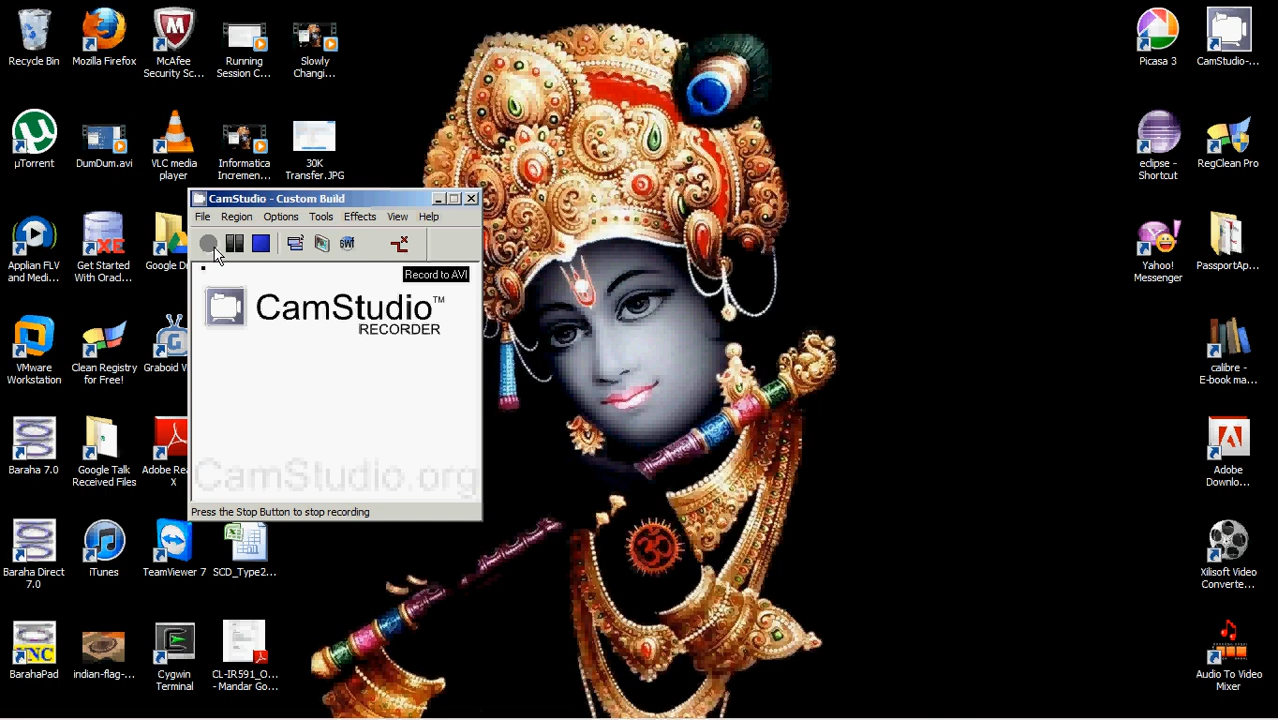 Recycle Bin
Mozilla Firefox
McAfee
Security Sc...
Running
Session C...
Slowly
Changi...
Picasa 3
CamStudio-...
µTorrent
DumDum.avi
VLC media
player
Informatica
Incremen...
30K
Transfer.JPG
eclipse -
Shortcut
RegClean Pro
CamStudio - Custom Build
File Region Options Tools Effects View Help
Record to AVI
CamStudio™
RECORDER
CamStudio.org
Press the Stop Button to stop recording
Applian FLV
and Medi...
Get Started
With Orad...
Google Dr
Yahoo!
Messenger
PassportAp...
VMware
Workstation
Clean Registry
for Free!
Graboid V
calibre -
E-book ma...
Baraha 7.0
Google Talk
Received Files
Adobe Rea
X
Adobe
Downlo...
ॐ
Baraha Direct
7.0
iTunes
TeamViewer 7
SCD_Type2...
Xilisoft Video
Converte...
UNC
BarahaPad
indian-flag-...
Cygwin
Terminal
CL-IR591_O...
- Mandar Go...
Audio To Video
Mixer